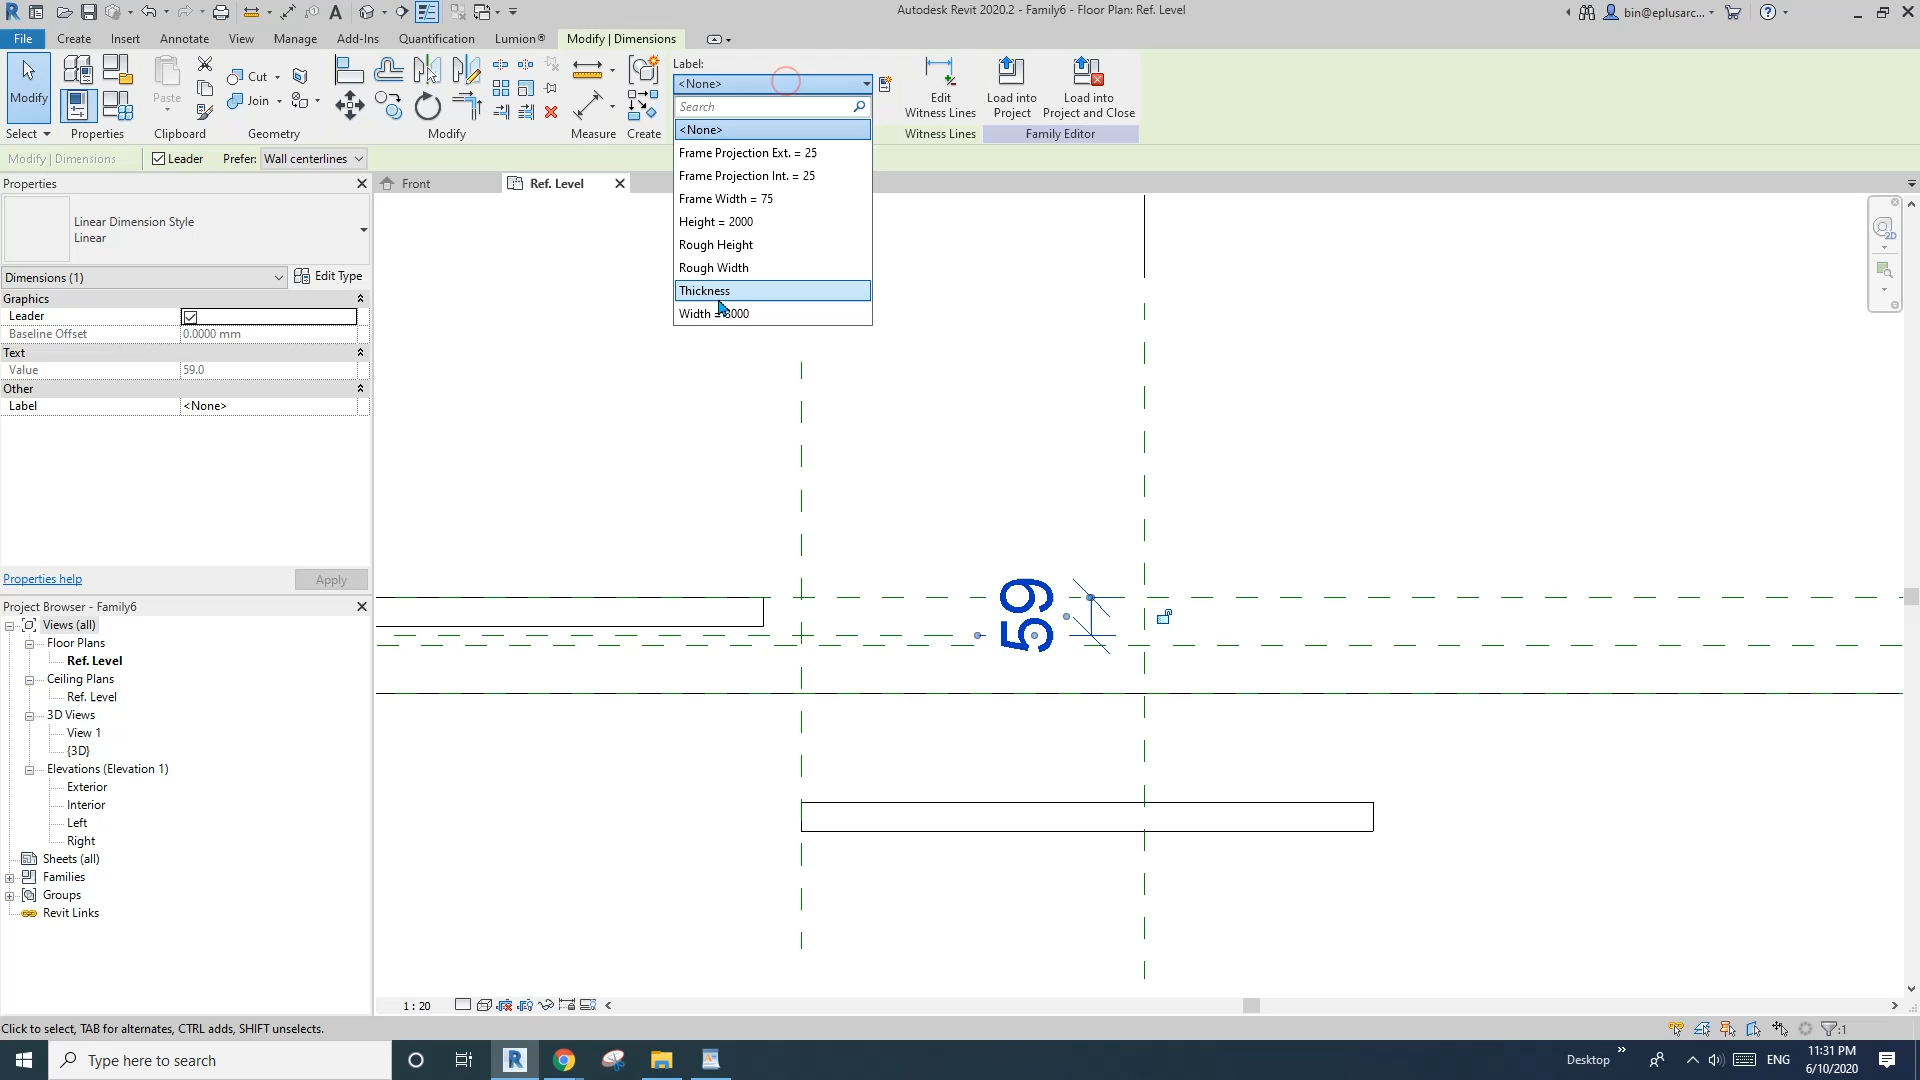 Autodesk Revit 2020.2 - Family6 - Floor Plan: Ref. Level
bin@eplusarc...
File
Create
Insert
Annotate
View
Manage
Add-Ins
Quantification
Lumion®
Modify | Dimensions
Modify
Select
Properties
Paste
Clipboard
Cut
Join
Geometry
Modify
Measure
Create
Label:
<None>
Search
<None>
Frame Projection Ext. = 25
Frame Projection Int. = 25
Frame Width = 75
Height = 2000
Rough Height
Rough Width
Thickness
Edit
Witness Lines
Witness Lines
Load into
Project
Load into
Project and Close
Family Editor
Modify | Dimensions
Leader
Prefer:
Wall centerlines
Properties
Front
Ref. Level
Linear Dimension Style
Linear
Dimensions (1)
Edit Type
Graphics
Leader
Baseline Offset
0.0000 mm
Text
Value
59.0
Other
Label
<None>
Properties help
Apply
Project Browser - Family6
Views (all)
Floor Plans
Ref. Level
Ceiling Plans
Ref. Level
3D Views
View 1
{3D}
Elevations (Elevation 1)
Exterior
Interior
Left
Right
Sheets (all)
Families
Groups
Revit Links
59
2D
1 : 20
Click to select, TAB for alternates, CTRL adds, SHIFT unselects.
:1
Type here to search
Desktop
ENG
11:31 PM
6/10/2020